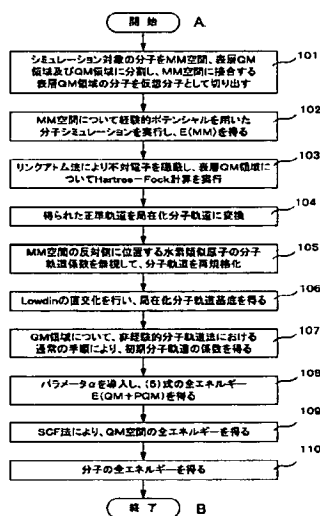 開始 A
101
シミュレーション対象の分子をMM空間、表層QM
領域及びQM領域に分割し、MM空間に接合する
表層QM領域の分子を仮想分子として切り出す
102
MM空間について経験的ポテンシャルを用いた
分子シミュレーションを実行し、E(MM)を得る
103
リンクアトム法により不対電子を隠蔽し、表層QM領域に
ついてHartree-Fock計算を実行
104
得られた正準軌道を局在化分子軌道に変換
105
MM空間の反対側に位置する水素類似原子の分子
軌道係数を無視して、分子軌道を再規格化
106
Lowdinの直交化を行い、局在化分子軌道基底を得る
107
QM領域について、非経験的分子軌道法における
通常の手順により、初期分子軌道の係数を得る
108
パラメータαを導入し、(5)式の全エネルギー
E(QM+PQM)を得る
109
SCF法により、QM空間の全エネルギーを得る
110
分子の全エネルギーを得る
終了 B